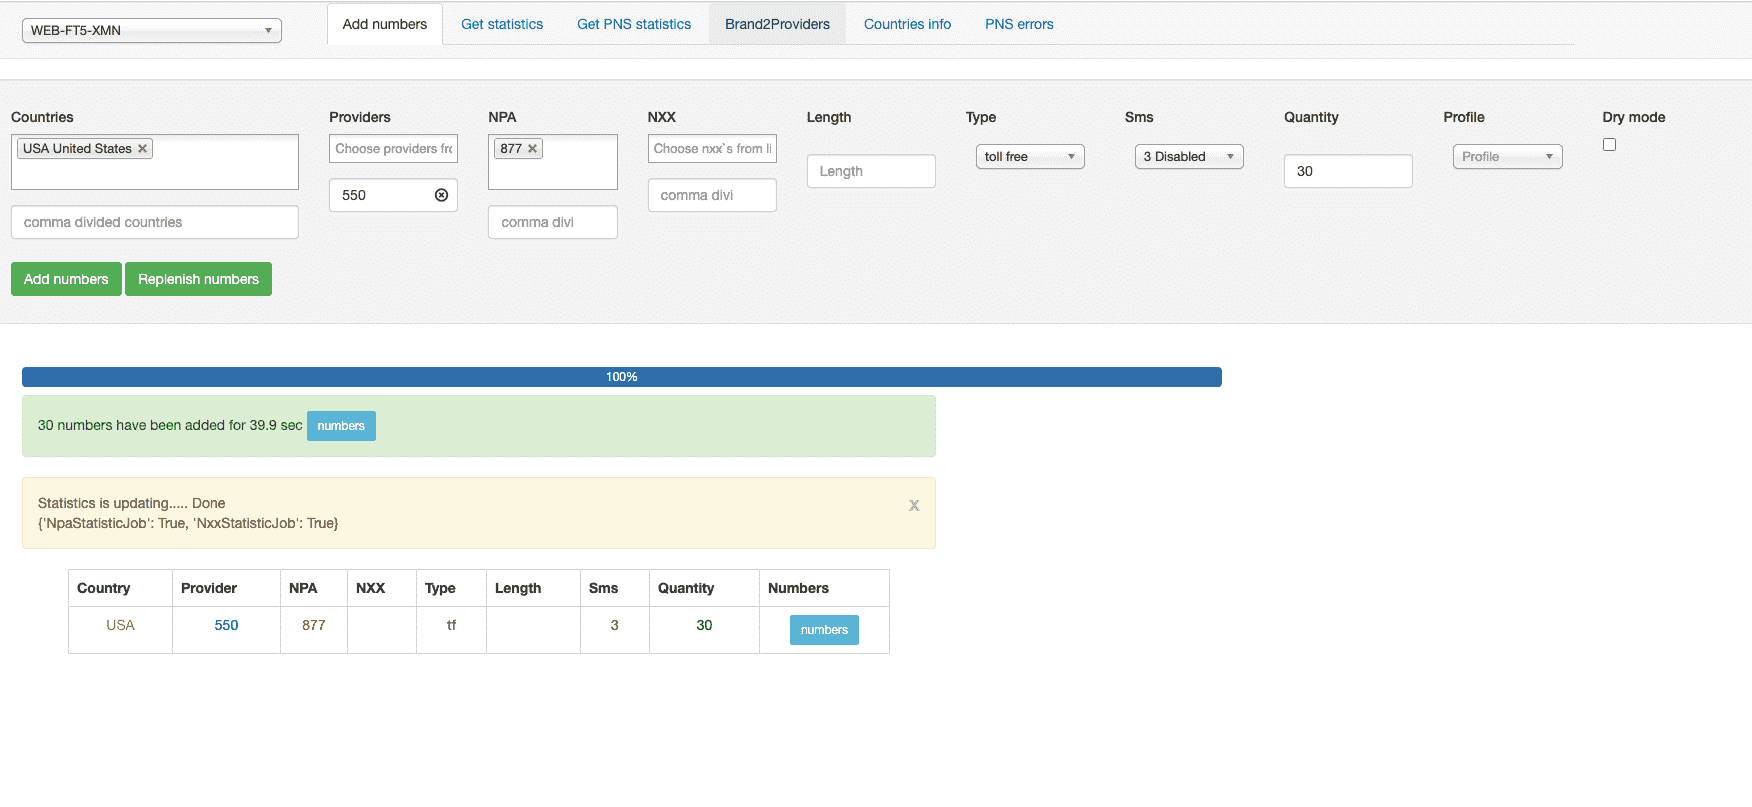 WEB-FT5-XMN
Add numbers
Get statistics
Get PNS statistics
Brand2Providers
Countries info
PNS errors
Countries
Providers
NPA
NXX
Length
Type
Sms
Quantity
Profile
Dry mode
USA United States
Choose providers fro
877
Choose nxx`s from li
Length
toll free
3 Disabled
30
Profile
550
comma divi
comma divided countries
comma divi
Add numbers
Replenish numbers
100%
30 numbers have been added for 39.9 sec numbers
Statistics is updating..... Done
x
{'NpaStatisticJob': True, 'NxxStatisticJob': True}
Country Provider NPA NXX Type Length Sms Quantity Numbers
USA 550 877 tf 3 30 numbers